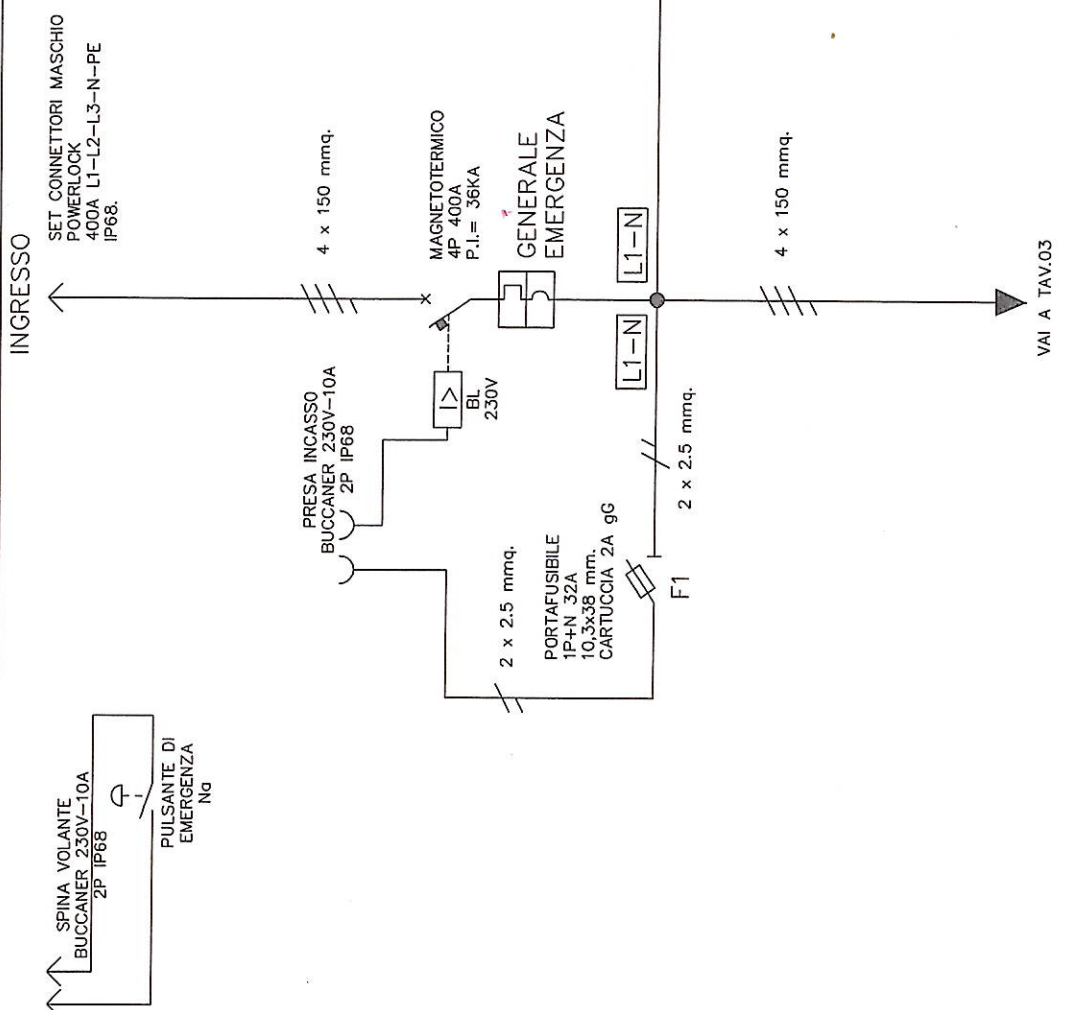 INGRESSO
SET CONNETTORI MASCHIO
POWERLOCK
400A L1-L2-L3-N-PE
IP68.
4 x 150 mmq.
MAGNETOTERMICO
4P 400A
P.I.= 36KA
GENERALE
EMERGENZA
BL
230V
I>
PRESA INCASSO
BUCCANER 230V-10A
2P IP68
L1-N
L1-N
4 x 150 mmq.
VAI A TAV.03
2 x 2.5 mmq.
2 x 2.5 mmq.
PORTAFUSIBILE
1P+N 32A
10,3x38 mm.
CARTUCCIA 2A gG
F1
SPINA VOLANTE
BUCCANER 230V-10A
2P IP68
PULSANTE DI
EMERGENZA
Na